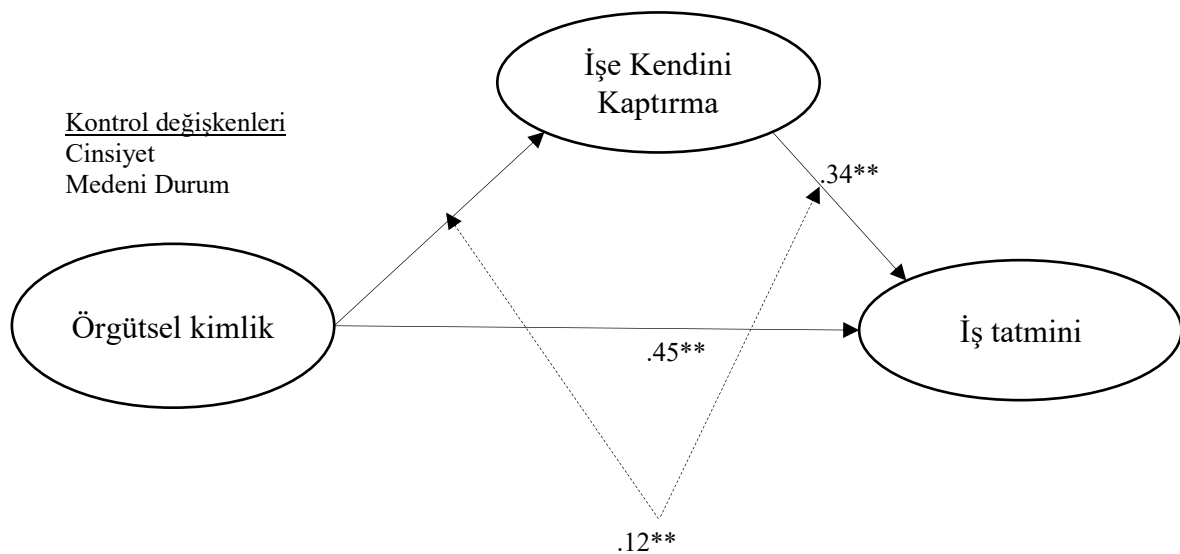 İşe Kendini
Kaptırma
Kontrol değişkenleri
Cinsiyet
Medeni Durum
.34**
Örgütsel kimlik
.45**
İş tatmini
.12**